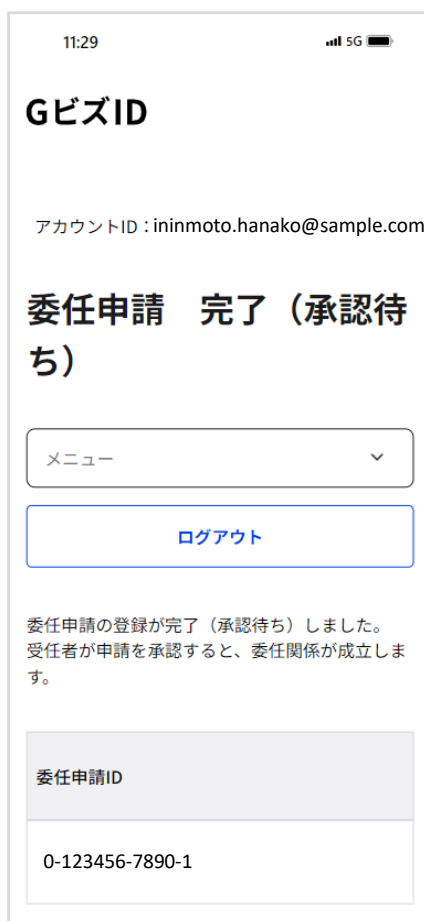 11:29 5G
GビズID
アカウントID：ininmoto.hanako@sample.com
委任申請　完了（承認待
ち）
メニュー
ログアウト
委任申請の登録が完了（承認待ち）しました。
受任者が申請を承認すると、委任関係が成立しま
す。
委任申請ID
0-123456-7890-1